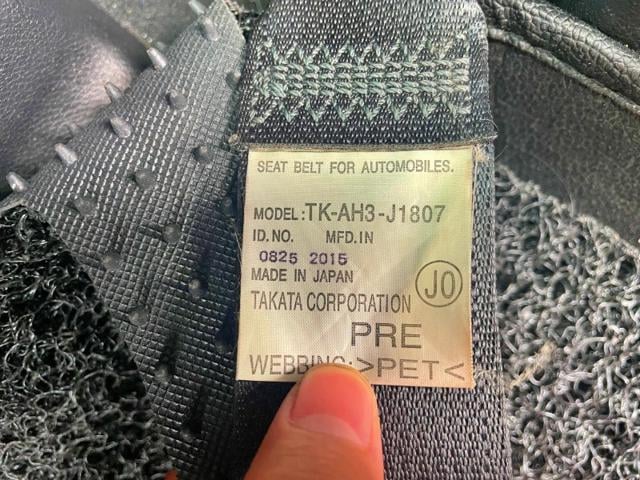 SEAT BELT FOR AUTOMOBILES.
MODEL:TK-AH3-J1807
ID.NO. MFD.IN
0825 2015
MADE IN JAPAN
TAKATA CORPORATION J0
PRE
WEBBING:>PET<